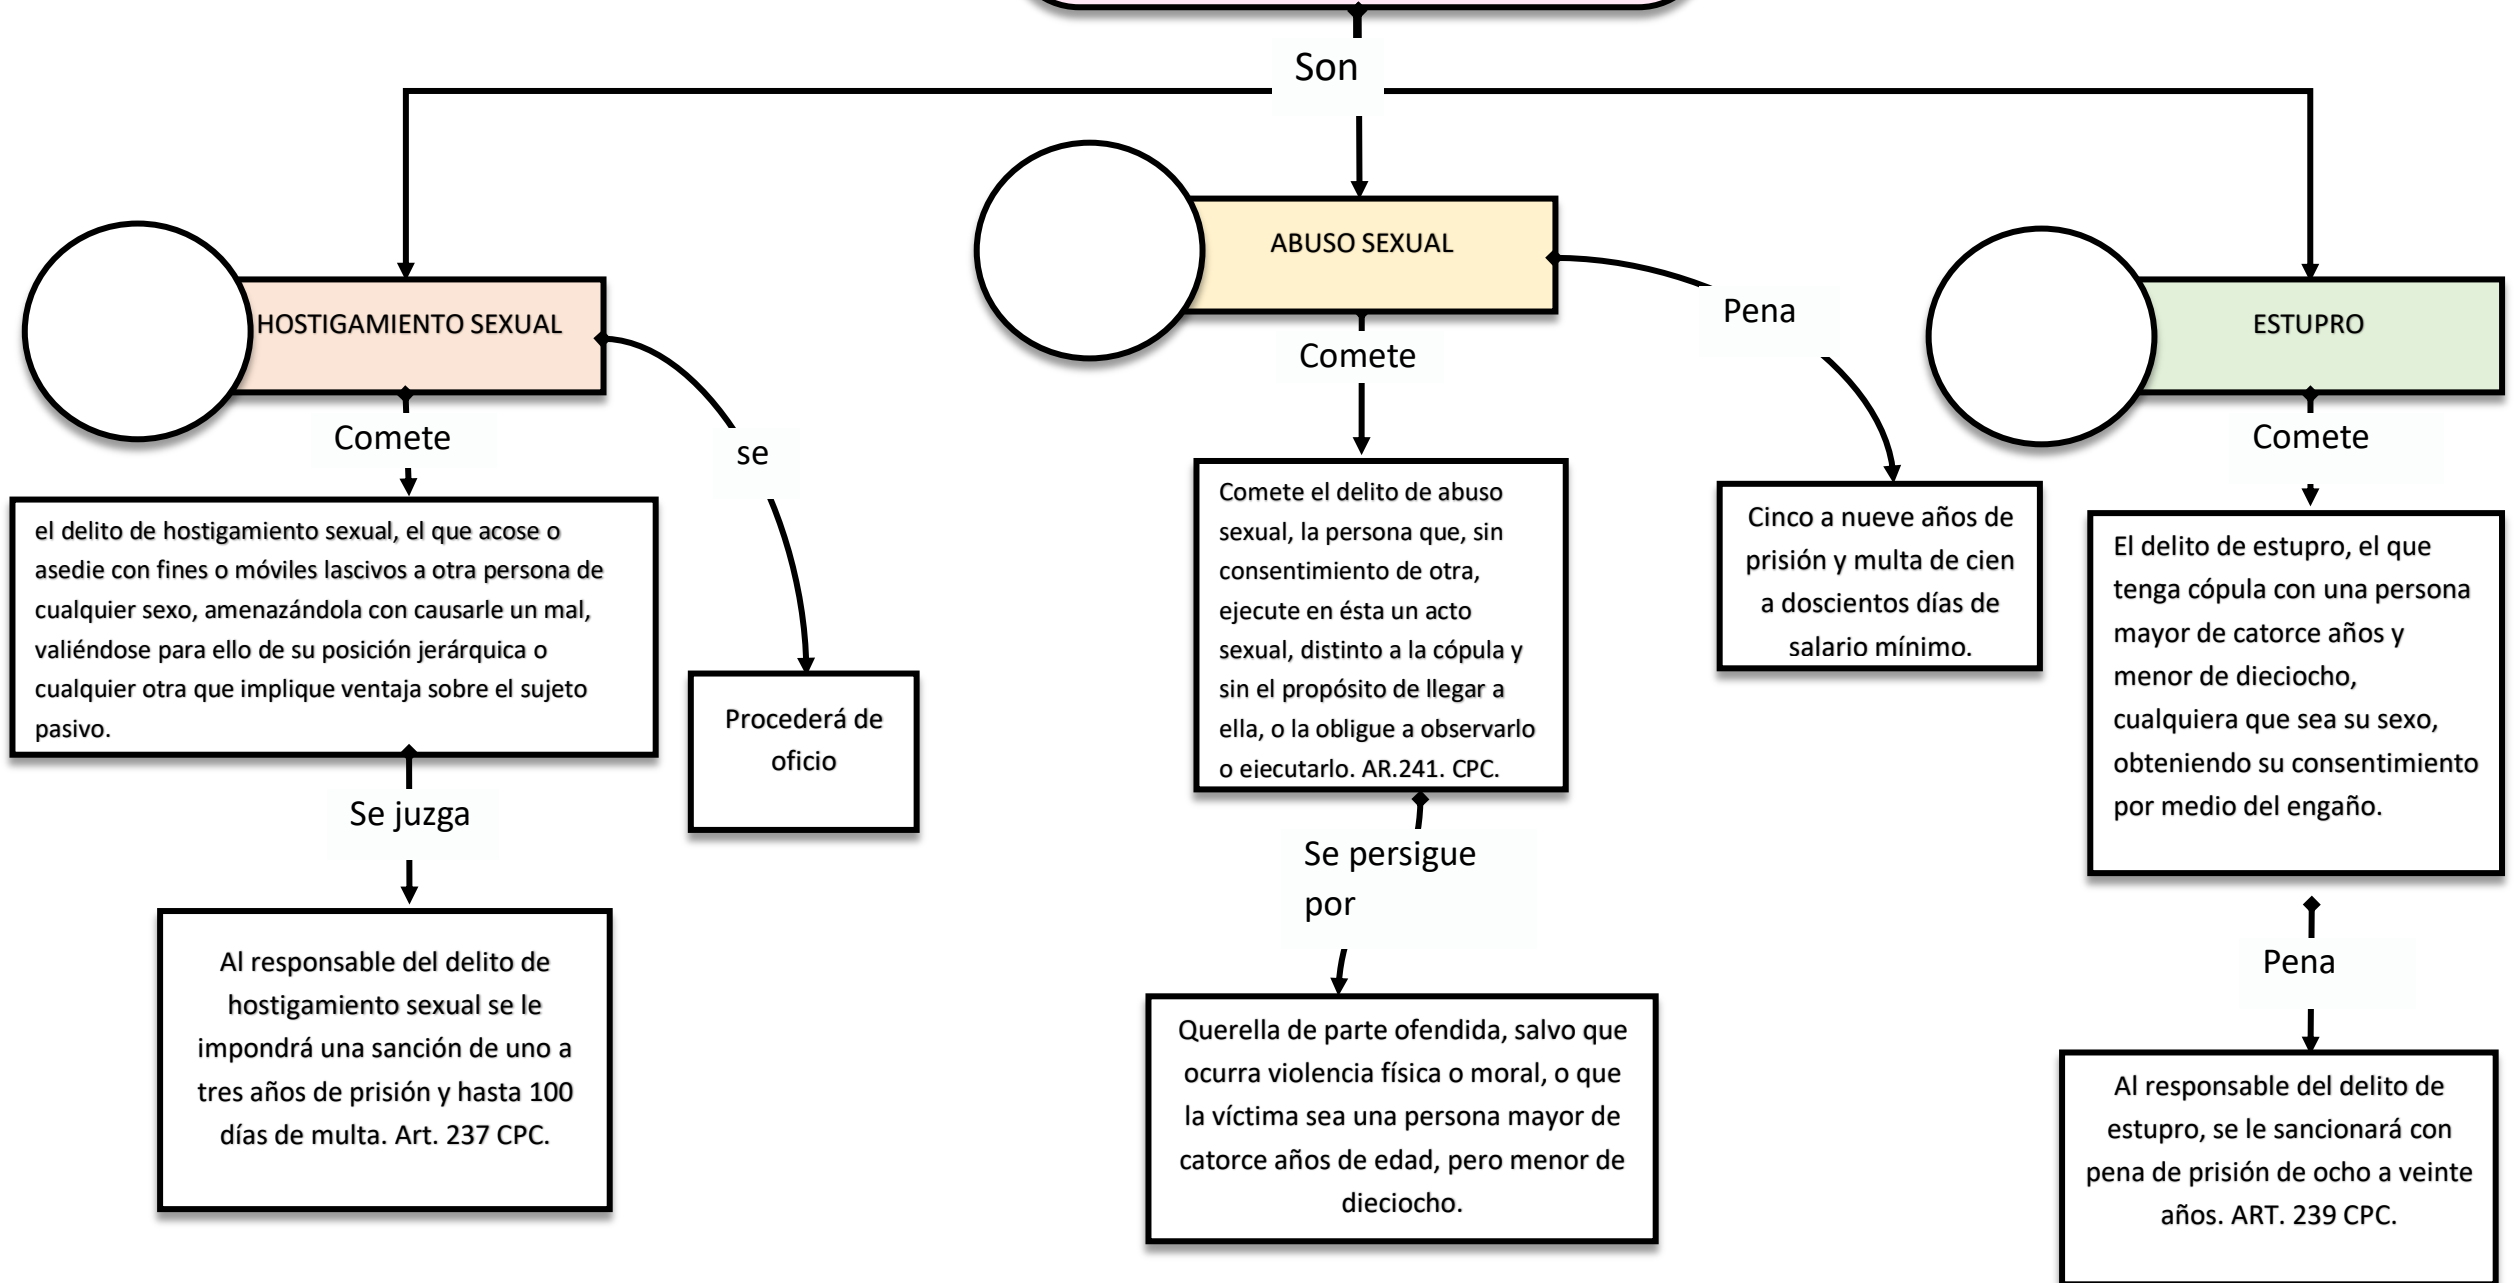 Son
HOSTIGAMIENTO SEXUAL
Comete
el delito de hostigamiento sexual, el que acose o
asedie con fines o móviles lascivos a otra persona de
cualquier sexo, amenazándola con causarle un mal,
valiéndose para ello de su posición jerárquica o
cualquier otra que implique ventaja sobre el sujeto
pasivo.
Se juzga
Al responsable del delito de
hostigamiento sexual se le
impondrá una sanción de uno a
tres años de prisión y hasta 100
días de multa. Art. 237 CPC.
se
Procederá de
oficio
ABUSO SEXUAL
Comete
Comete el delito de abuso
sexual, la persona que, sin
consentimiento de otra,
ejecute en ésta un acto
sexual, distinto a la cópula y
sin el propósito de llegar a
ella, o la obligue a observarlo
o ejecutarlo. AR.241. CPC.
Se persigue
por
Querella de parte ofendida, salvo que
ocurra violencia física o moral, o que
la víctima sea una persona mayor de
catorce años de edad, pero menor de
dieciocho.
Pena
Cinco a nueve años de
prisión y multa de cien
a doscientos días de
salario mínimo.
ESTUPRO
Comete
El delito de estupro, el que
tenga cópula con una persona
mayor de catorce años y
menor de dieciocho,
cualquiera que sea su sexo,
obteniendo su consentimiento
por medio del engaño.
Pena
Al responsable del delito de
estupro, se le sancionará con
pena de prisión de ocho a veinte
años. ART. 239 CPC.